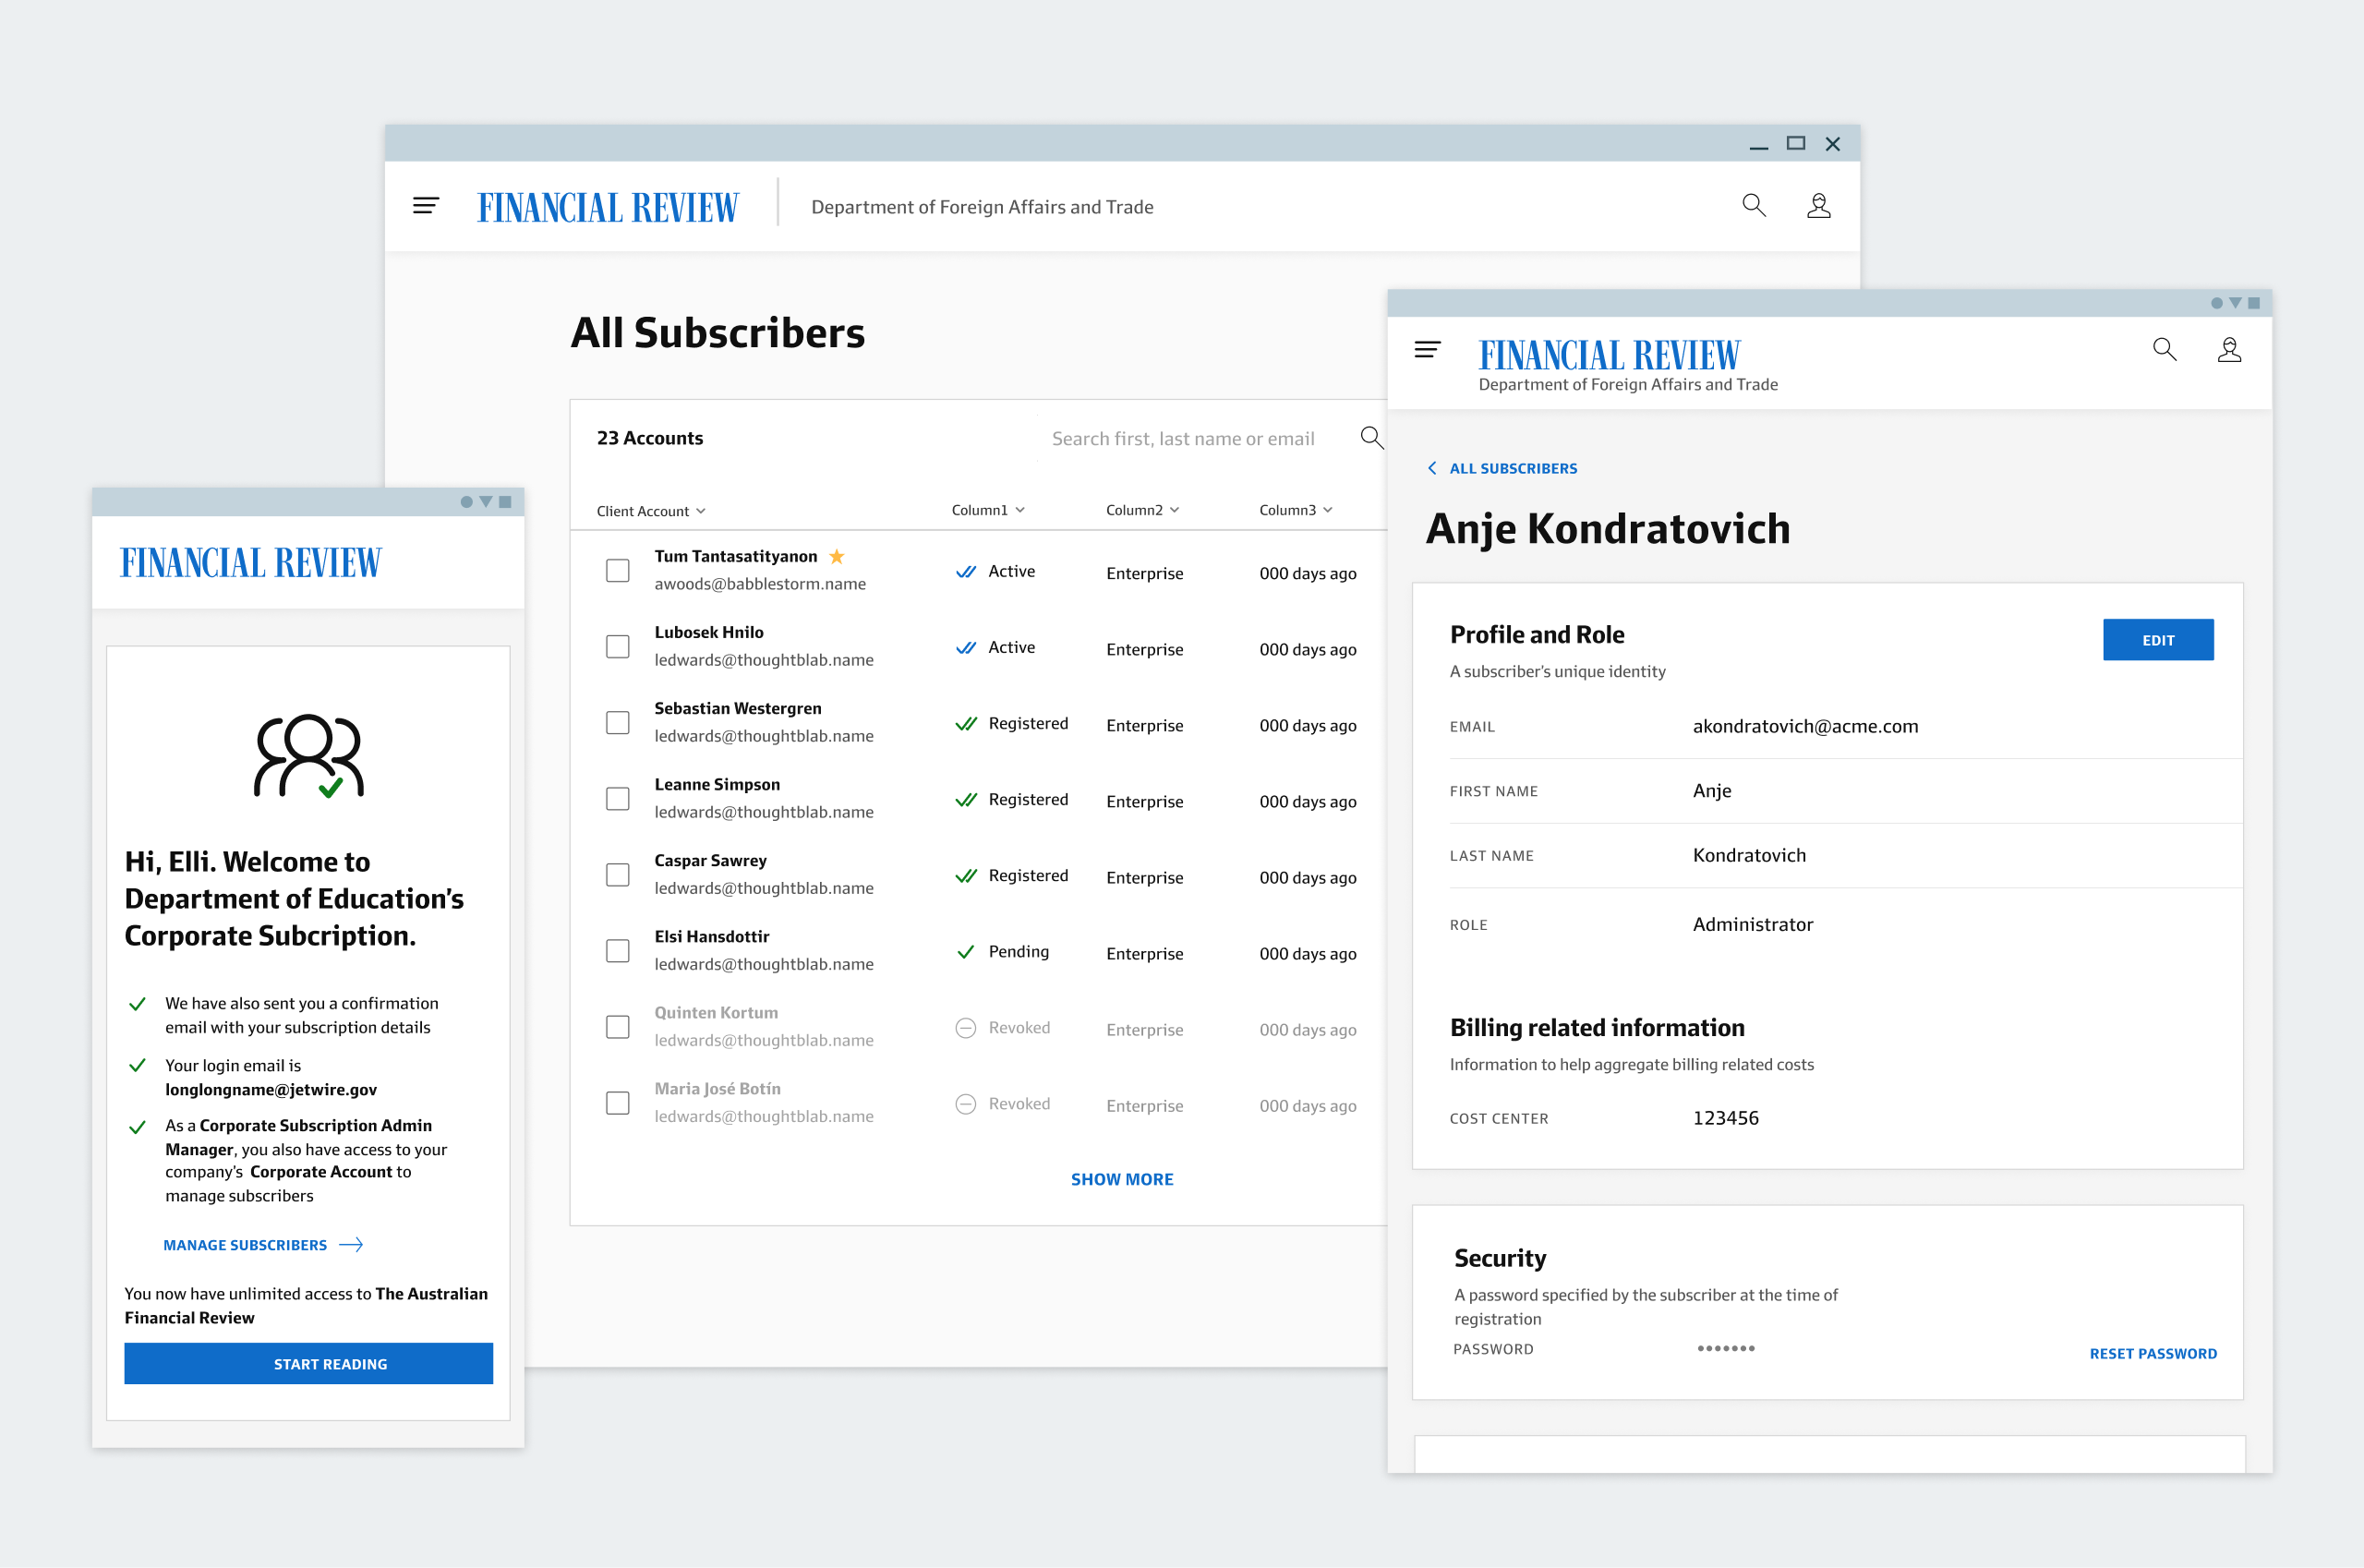 FINANCIAL REVIEW
Department of Foreign Affairs and Trade
All Subscribers
23 Accounts
Search first, last name or email
Client Account
Column1
Column2
Column3
Tum Tantasatityanon
awoods@babblestorm.name
Active
Enterprise
000 days ago
Lubosek Hnilo
ledwards@thoughtblab.name
Active
Enterprise
000 days ago
Sebastian Westergren
ledwards@thoughtblab.name
Registered
Enterprise
000 days ago
Leanne Simpson
ledwards@thoughtblab.name
Registered
Enterprise
000 days ago
Caspar Sawrey
ledwards@thoughtblab.name
Registered
Enterprise
000 days ago
Elsi Hansdottir
ledwards@thoughtblab.name
Pending
Enterprise
000 days ago
Quinten Kortum
ledwards@thoughtblab.name
Revoked
Enterprise
000 days ago
Maria José Botín
ledwards@thoughtblab.name
Revoked
Enterprise
000 days ago
SHOW MORE
FINANCIAL REVIEW
Hi, Elli. Welcome to
Department of Education’s
Corporate Subcription.
We have also sent you a confirmation
email with your subscription details
Your login email is
longlongname@jetwire.gov
As a Corporate Subscription Admin
Manager, you also have access to your
company’s Corporate Account to
manage subscribers
MANAGE SUBSCRIBERS
You now have unlimited access to The Australian
Financial Review
START READING
FINANCIAL REVIEW
Department of Foreign Affairs and Trade
ALL SUBSCRIBERS
Anje Kondratovich
Profile and Role
EDIT
A subscriber’s unique identity
EMAIL
akondratovich@acme.com
FIRST NAME
Anje
LAST NAME
Kondratovich
ROLE
Administrator
Billing related information
Information to help aggregate billing related costs
COST CENTER
123456
Security
A password specified by the subscriber at the time of
registration
PASSWORD
•••••••
RESET PASSWORD